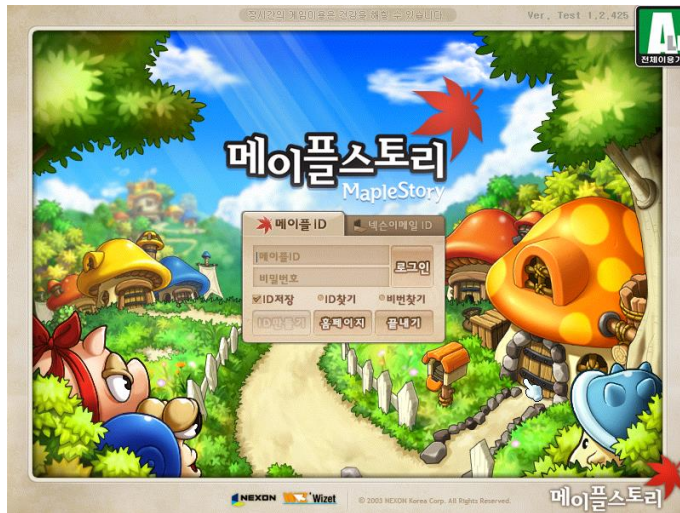 장시간의 게임이용은 건강을 해칠 수 있습니다.
Ver. Test 1.2.425
전체이용가
메이플스토리
MapleStory
메이플ID
넥슨이메일 ID
메이플ID
로그인
비밀번호
ID저장
ID찾기
비번찾기
ID만들기
홈페이지
끝내기
NEXON
Wizet
© 2003 NEXON Korea Corp. All Rights Reserved.
메이플스토리